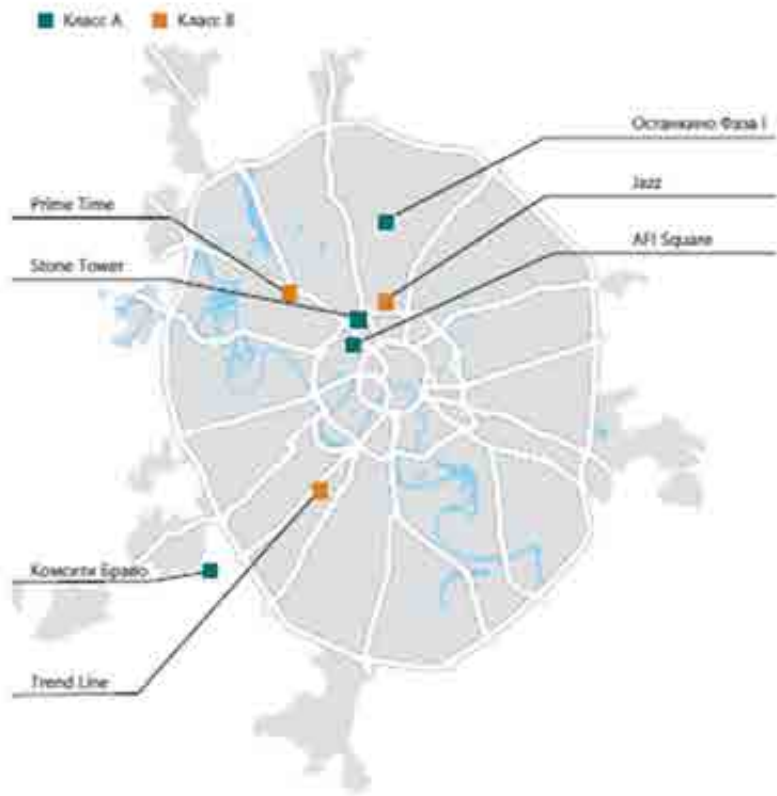 Класс A
Класс B
Останкино Фаза I
Prime Time
Jazz
Stone Tower
AFI Square
Комсити Браво
Trend Line